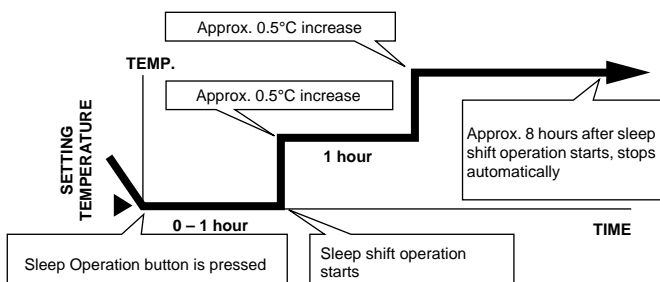 Approx. 0.5°C increase
TEMP.
Approx. 0.5°C increase
SETTING
TEMPERATURE
1 hour
Approx. 8 hours after sleep
shift operation starts, stops
automatically
0 – 1 hour
TIME
Sleep Operation button is pressed
Sleep shift operation
starts